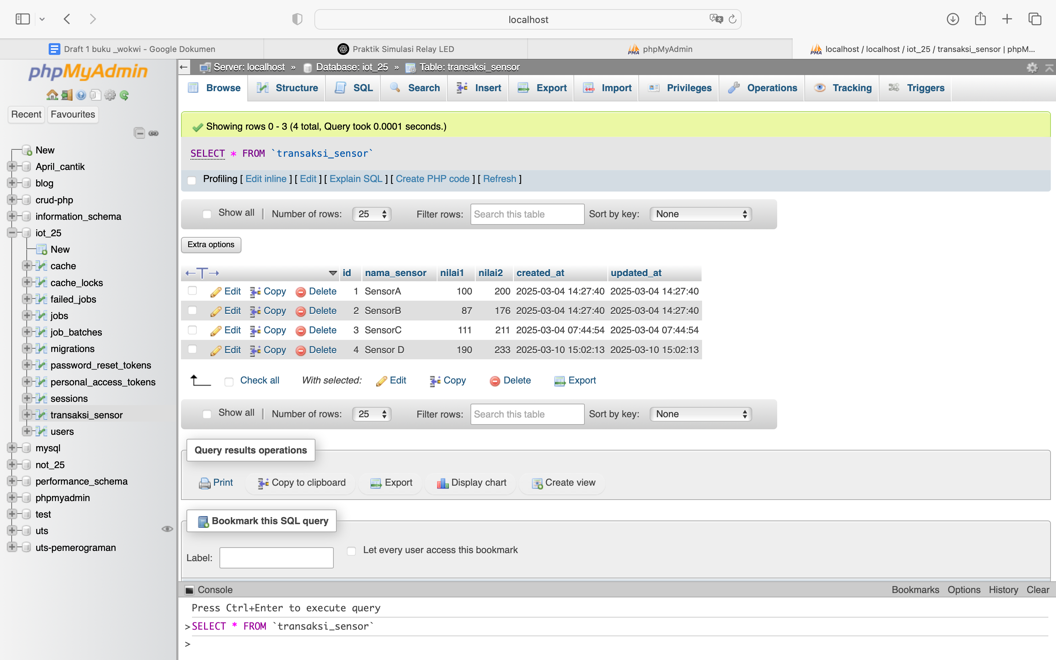 localhost
Draft 1 buku _wokwi - Google Dokumen
Praktik Simulasi Relay LED
phpMyAdmin
localhost / localhost / iot_25 / transaksi_sensor | phpM...
phpMyAdmin
Recent Favourites
New
April_cantik
blog
crud-php
information_schema
iot_25
New
cache
cache_locks
failed_jobs
jobs
job_batches
migrations
password_reset_tokens
personal_access_tokens
sessions
transaksi_sensor
users
mysql
not_25
performance_schema
phpmyadmin
test
uts
uts-pemerograman
Server: localhost » Database: iot_25 » Table: transaksi_sensor
Browse Structure SQL Search Insert Export Import Privileges Operations Tracking Triggers
Showing rows 0 - 3 (4 total, Query took 0.0001 seconds.)
SELECT * FROM `transaksi_sensor`
Profiling [ Edit inline ] [ Edit ] [ Explain SQL ] [ Create PHP code ] [ Refresh ]
Show all | Number of rows: 25 Filter rows: Search this table Sort by key: None
Extra options
id nama_sensor nilai1 nilai2 created_at updated_at
Edit Copy Delete 1 SensorA 100 200 2025-03-04 14:27:40 2025-03-04 14:27:40
Edit Copy Delete 2 SensorB 87 176 2025-03-04 14:27:40 2025-03-04 14:27:40
Edit Copy Delete 3 SensorC 111 211 2025-03-04 07:44:54 2025-03-04 07:44:54
Edit Copy Delete 4 Sensor D 190 233 2025-03-10 15:02:13 2025-03-10 15:02:13
Check all With selected: Edit Copy Delete Export
Show all | Number of rows: 25 Filter rows: Search this table Sort by key: None
Query results operations
Print Copy to clipboard Export Display chart Create view
Bookmark this SQL query
Label: Let every user access this bookmark
Console Bookmarks Options History Clear
Press Ctrl+Enter to execute query
>SELECT * FROM `transaksi_sensor`
>